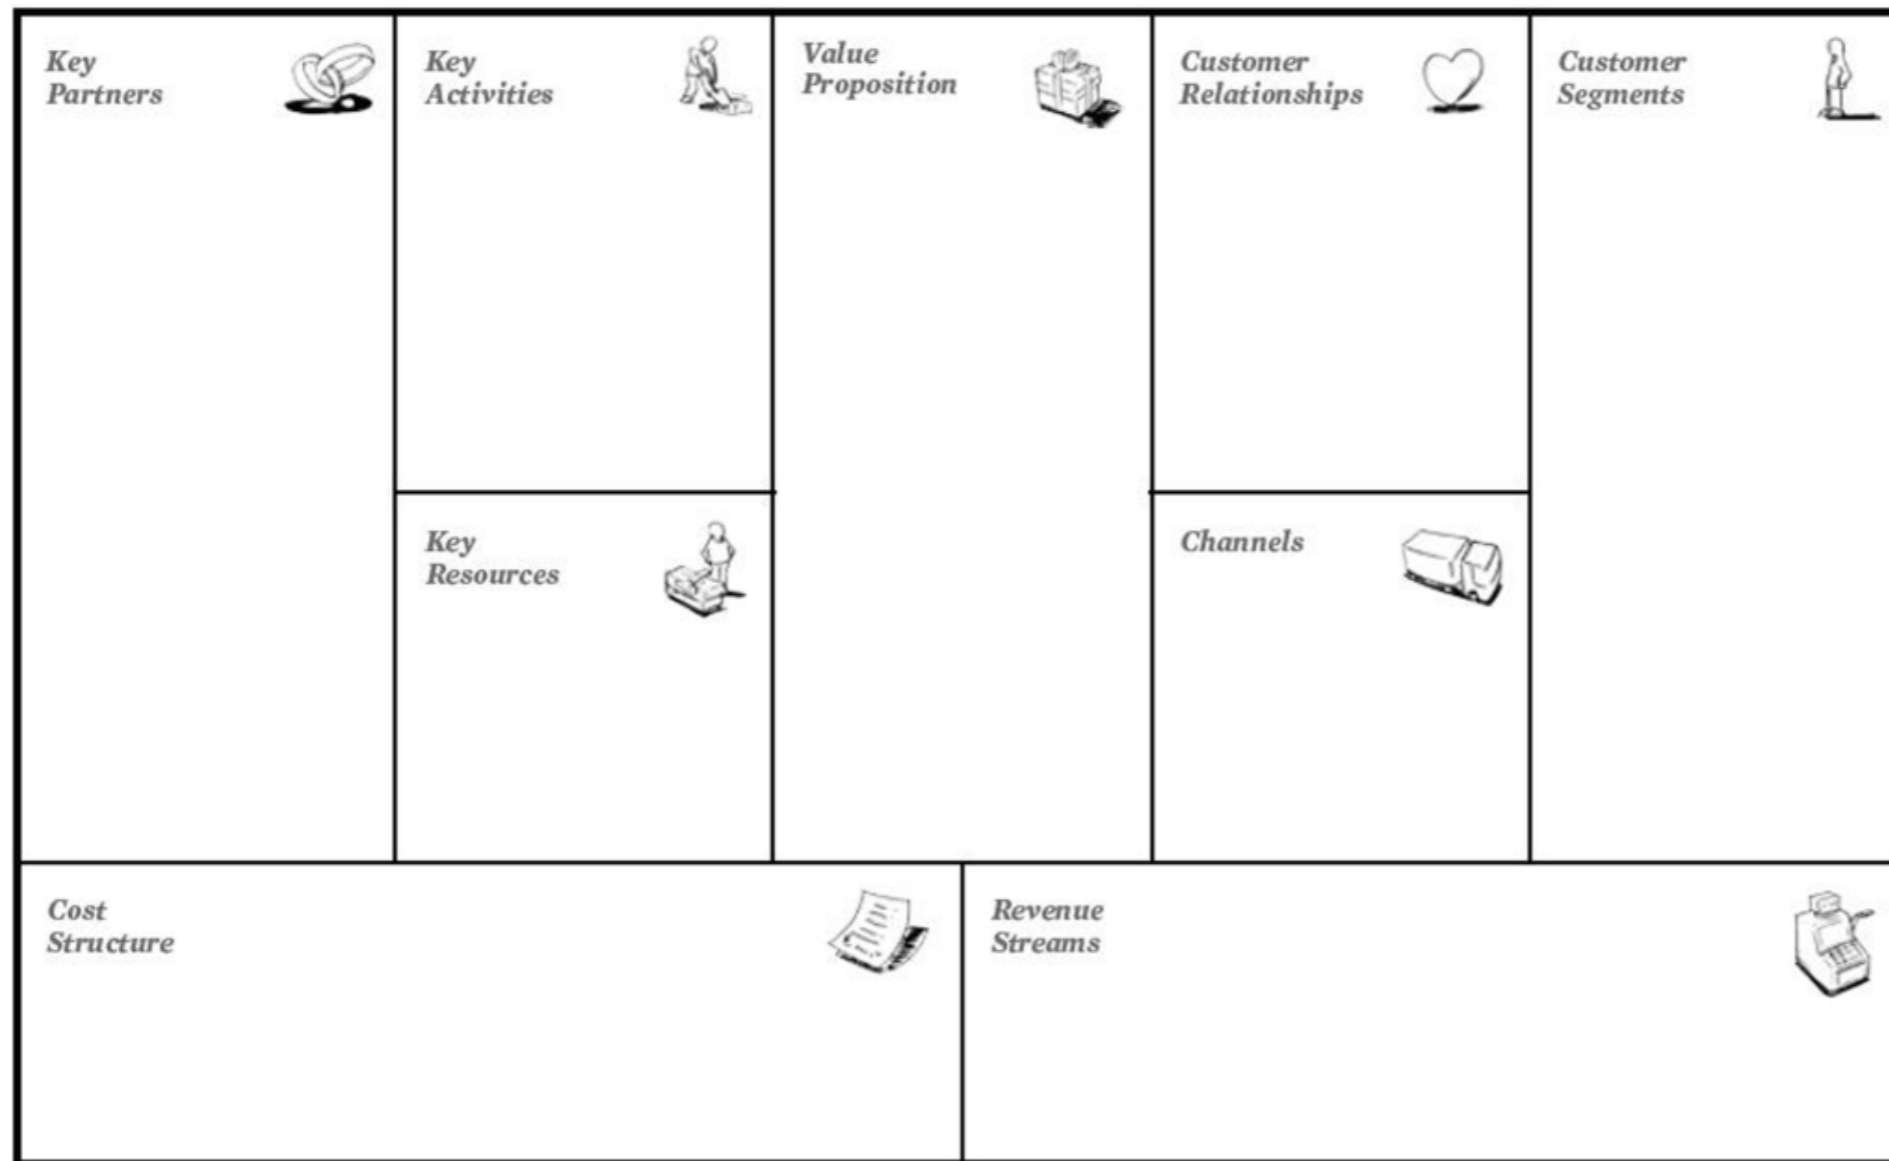 Key
Partners
Key
Activities
Value
Proposition
Customer
Relationships
Customer
Segments
Key
Resources
Channels
Cost
Structure
Revenue
Streams